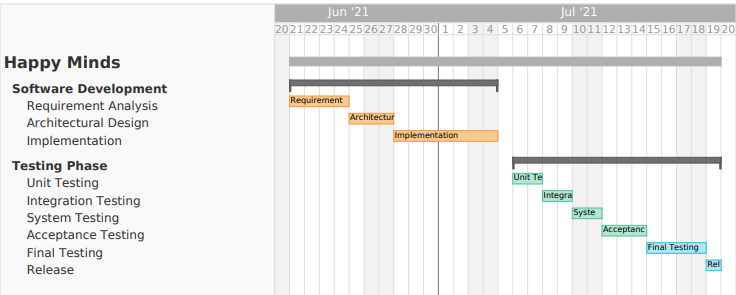 Jun '21 Jul '21
20 21 22 23 24 25 26 27 28 29 30 1 2 3 4 5 6 7 8 9 10 11 12 13 14 15 16 17 18 19 20
Happy Minds
Software Development
Requirement Analysis Requirement
Architectural Design Architectur
Implementation Implementation
Testing Phase
Unit Testing Unit Te
Integration Testing Integra
System Testing Syste
Acceptance Testing Acceptanc
Final Testing Final Testing
Release Rel